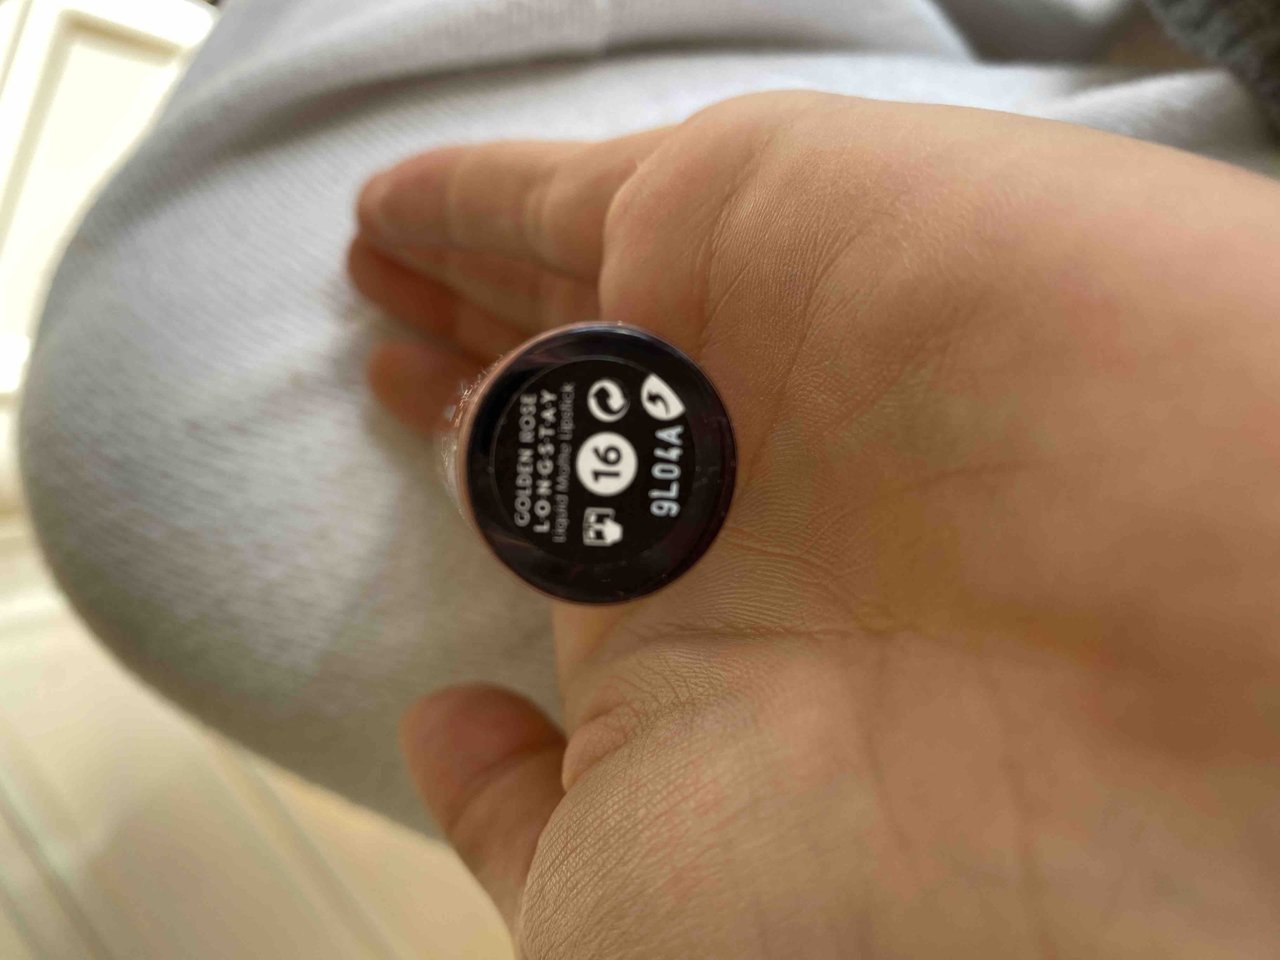 GOLDEN ROSE
L·O·N·G·S·T·A·Y
Liquid Matte Lipstick
16
9L04A